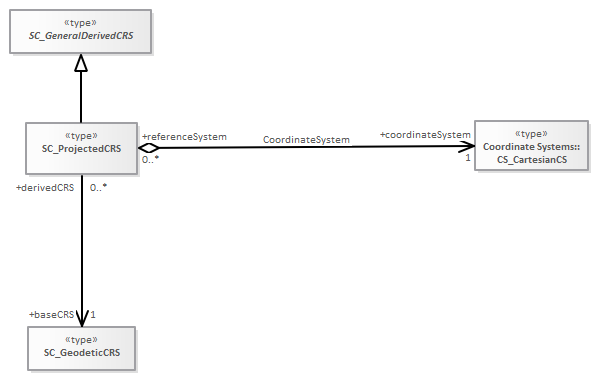 «type»
SC_GeneralDerivedCRS
«type»
SC_ProjectedCRS
+referenceSystem
0..*
CoordinateSystem
+coordinateSystem
1
«type»
Coordinate Systems::
CS_CartesianCS
+derivedCRS
0..*
+baseCRS
1
«type»
SC_GeodeticCRS